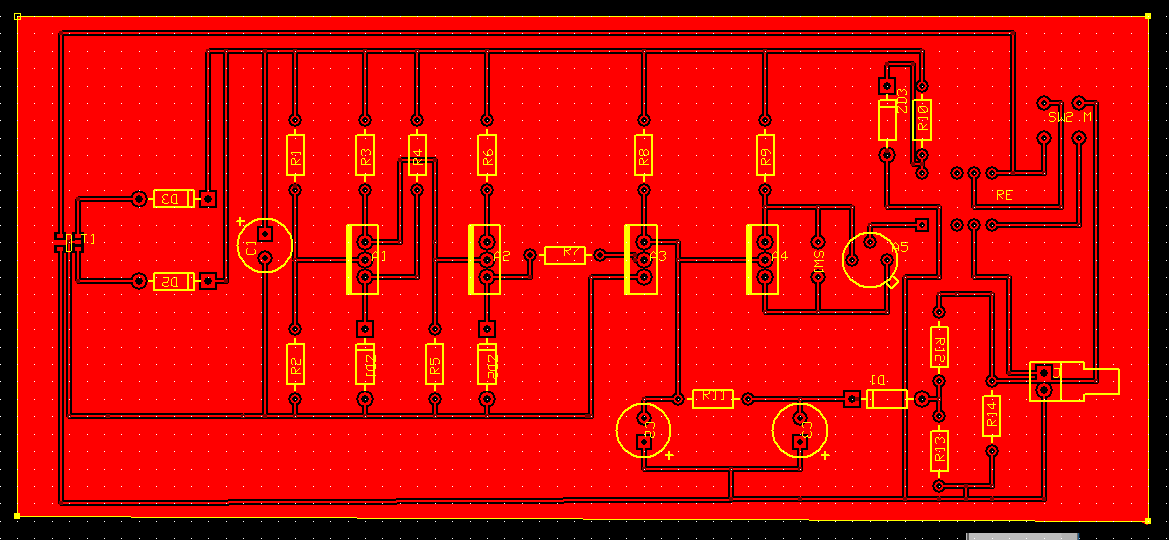 R1
R3
R4
R6
R8
R9
ZD3
R10
SW2 M
RE
D3
T1
C1
A1
A2
R7
A3
A4
SW1
A5
D2
R2
ZD1
R5
ZD2
R12
D1
R11
R14
R13